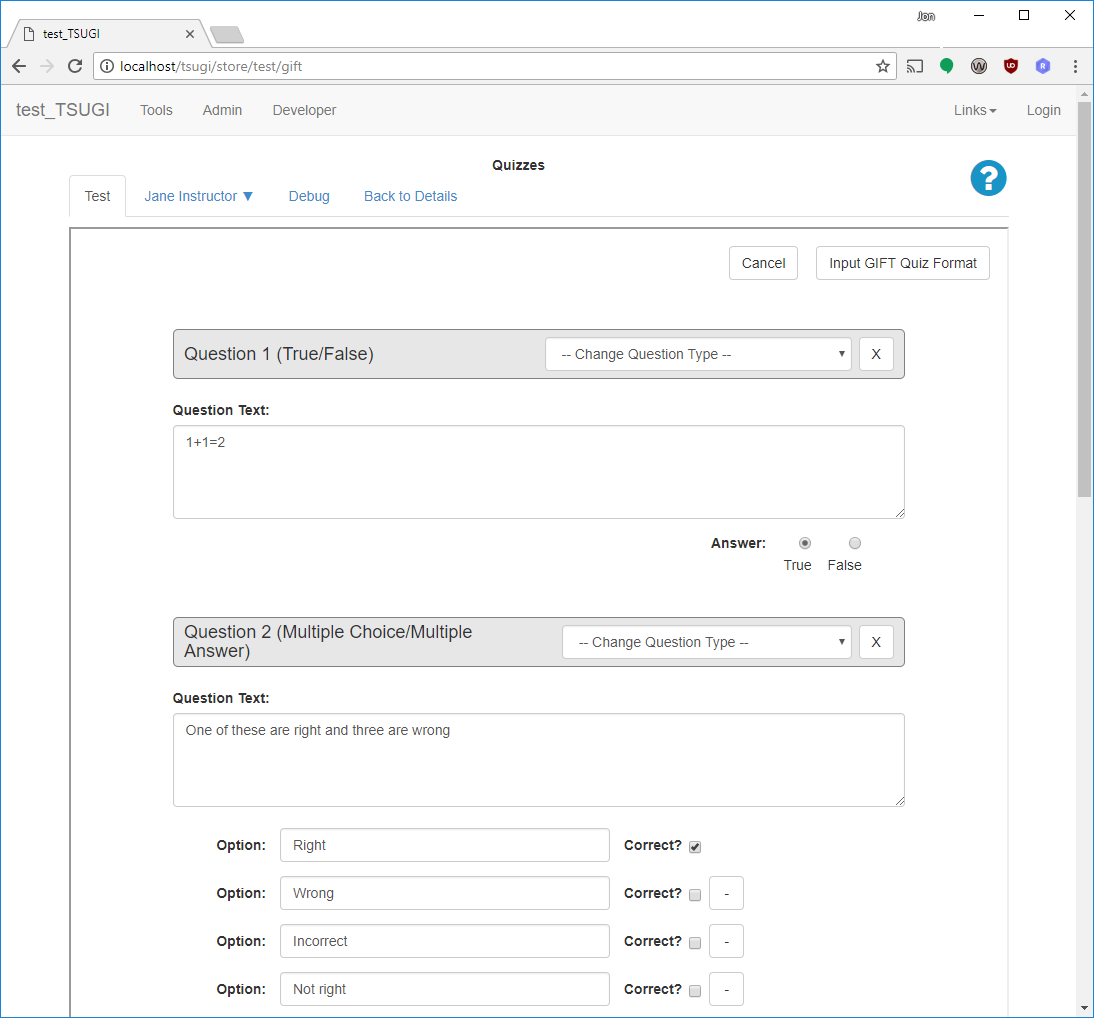 Jon
test_TSUGI
localhost/tsugi/store/test/gift
test_TSUGI Tools Admin Developer Links Login
Quizzes
Test Jane Instructor ▼ Debug Back to Details
Cancel Input GIFT Quiz Format
Question 1 (True/False) -- Change Question Type -- X
Question Text:
1+1=2
Answer:
True False
Question 2 (Multiple Choice/Multiple
Answer) -- Change Question Type -- X
Question Text:
One of these are right and three are wrong
Option: Right Correct?
Option: Wrong Correct? -
Option: Incorrect Correct? -
Option: Not right Correct? -